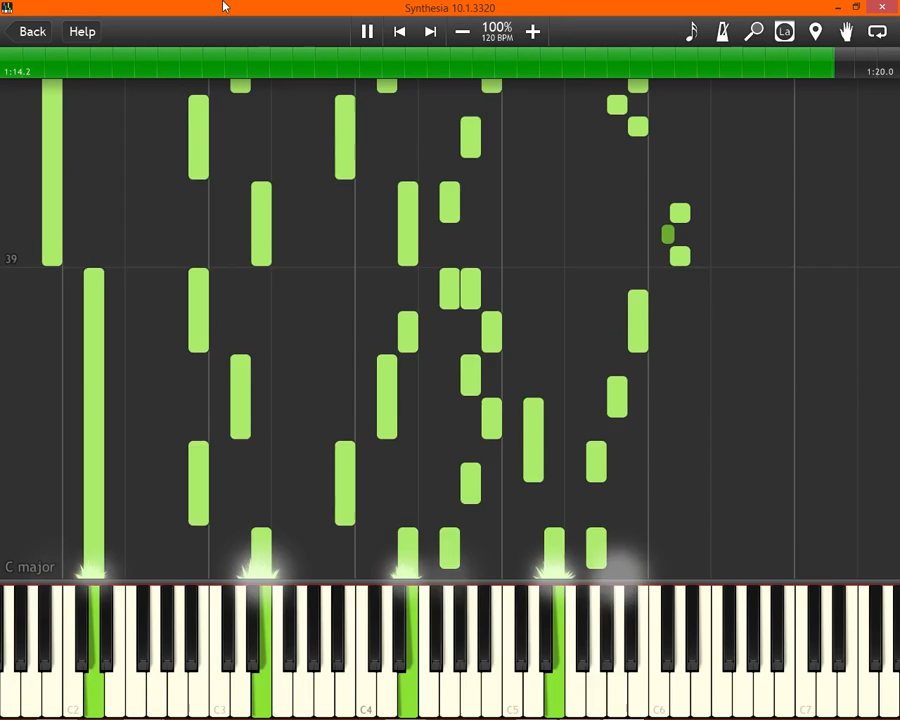 Synthesia 10.1.3320
Back
Help
100%
120 BPM
La
1:14.2
1:20.0
39
C major
C2
C3
C4
C5
C6
C7